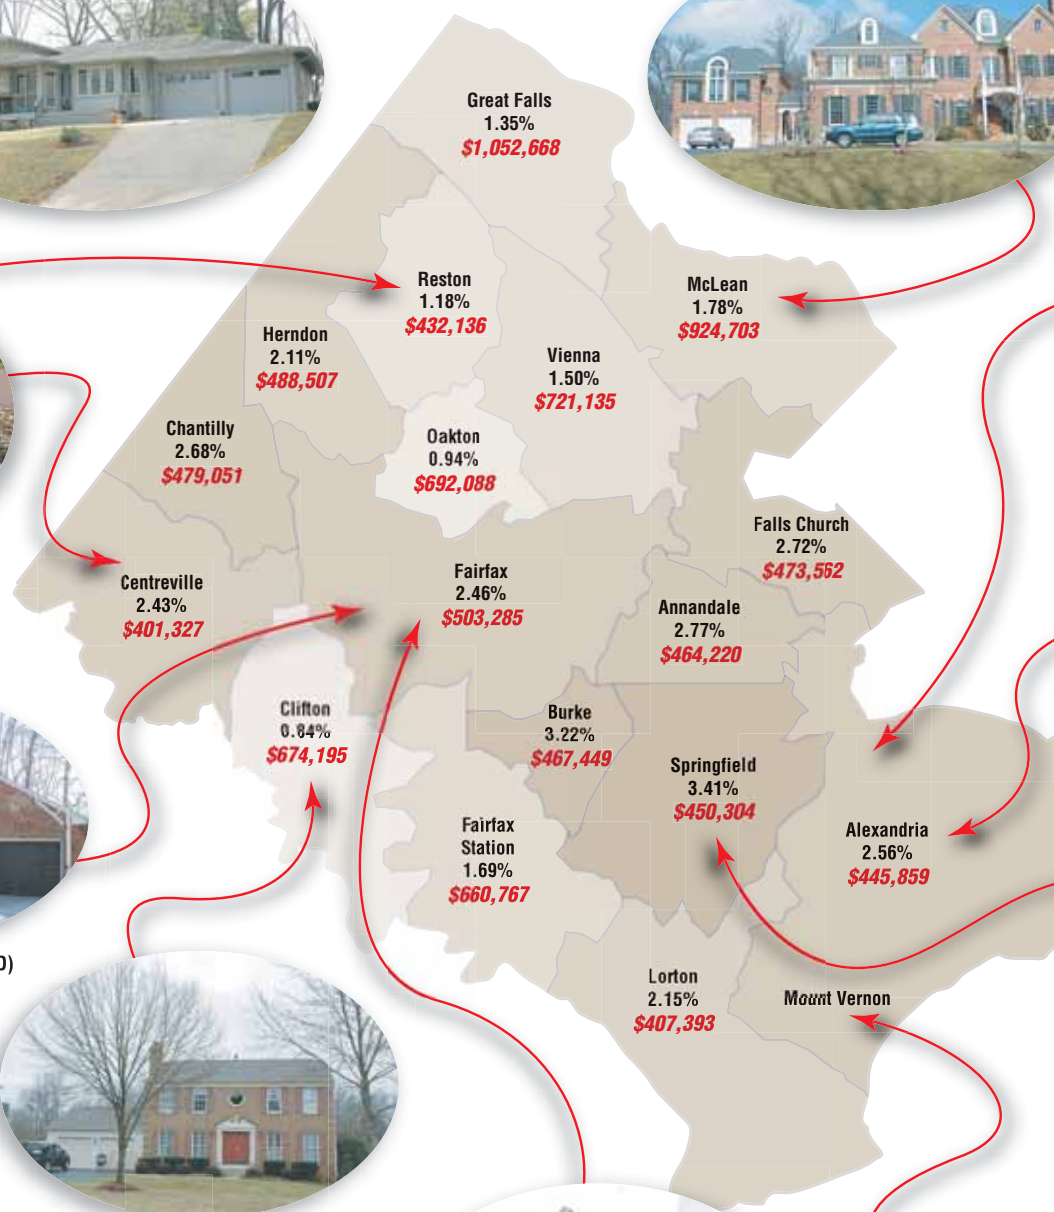 Great Falls
1.35%
$1,052,668
Reston
1.18%
$432,136
McLean
1.78%
$924,703
Herndon
2.11%
$488,507
Vienna
1.50%
$721,135
Chantilly
2.68%
$479,051
Oakton
0.94%
$692,088
Falls Church
2.72%
$473,562
Centreville
2.43%
$401,327
Fairfax
2.46%
$503,285
Annandale
2.77%
$464,220
Clifton
0.84%
$674,195
Burke
3.22%
$467,449
Springfield
3.41%
$450,304
Fairfax
Station
1.69%
$660,767
Alexandria
2.56%
$445,859
Lorton
2.15%
$407,393
Mount Vernon